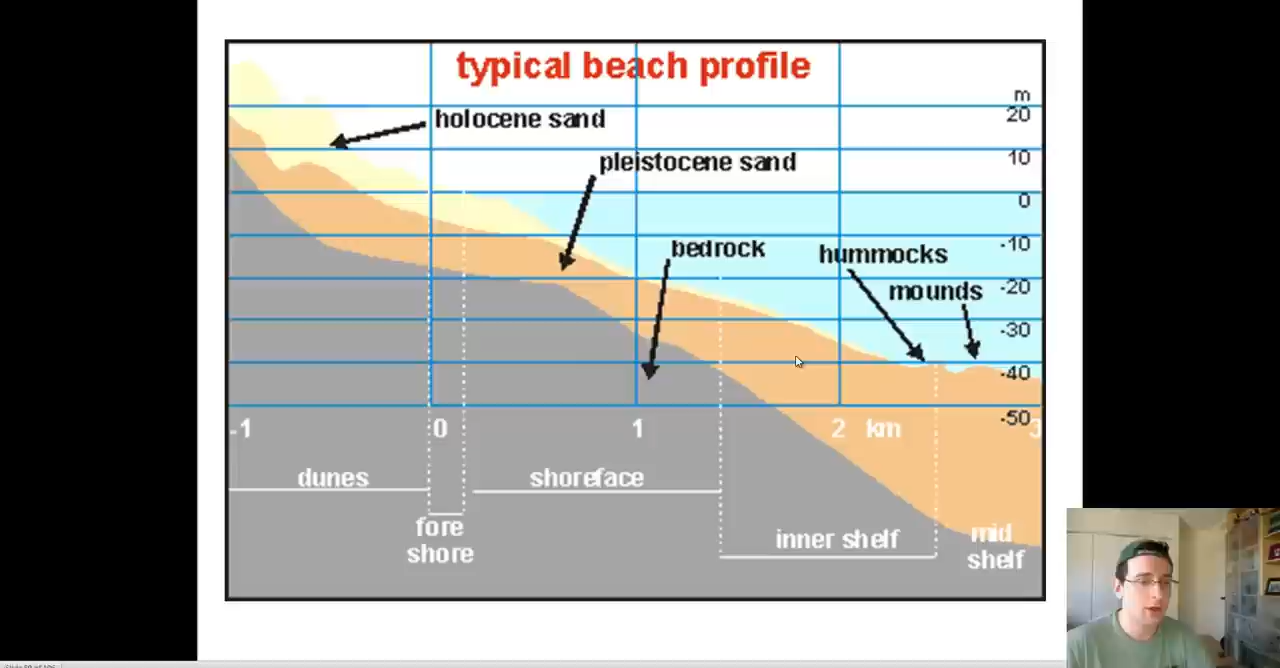 typical beach profile
m
holocene sand
20
pleistocene sand
10
0
bedrock
hummocks
-10
mounds
-20
-30
-40
-50
-1
0
1
2
km
3
dunes
shoreface
fore
shore
inner shelf
mid
shelf